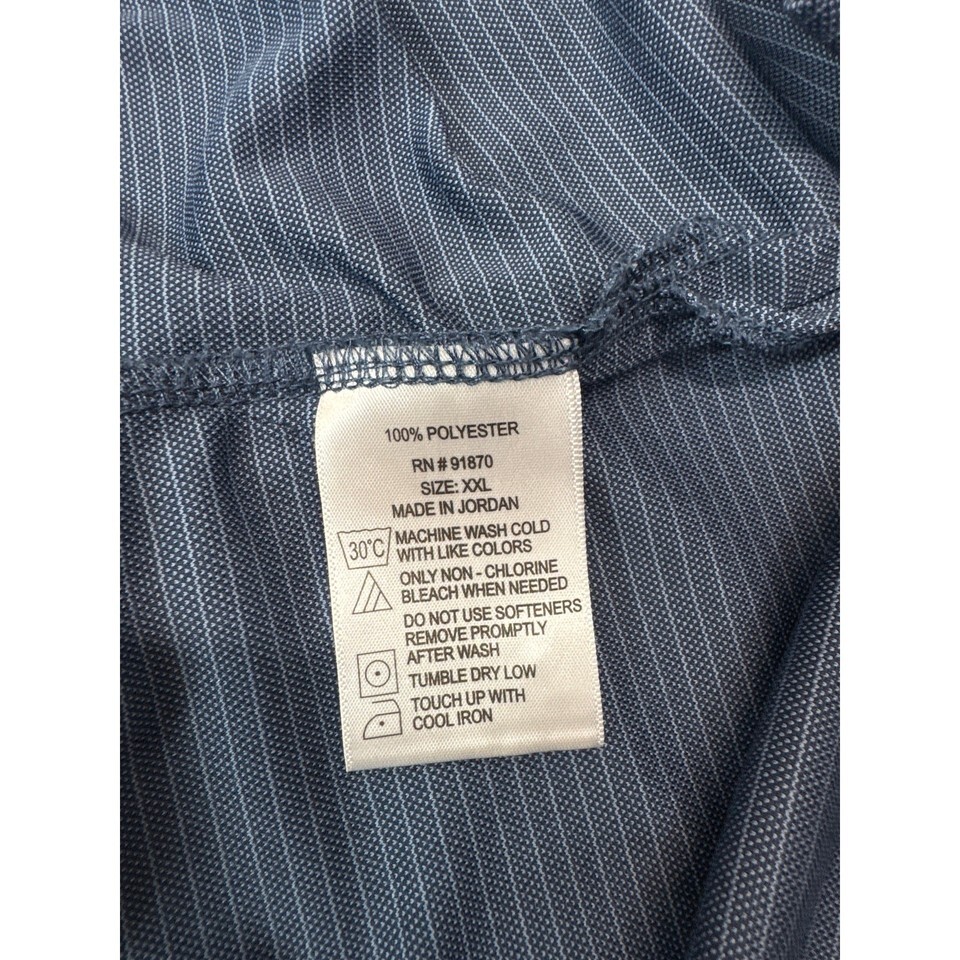 100% POLYESTER
RN # 91870
SIZE: XXL
MADE IN JORDAN
30°C
MACHINE WASH COLD
WITH LIKE COLORS
ONLY NON - CHLORINE
BLEACH WHEN NEEDED
DO NOT USE SOFTENERS
REMOVE PROMPTLY
AFTER WASH
TUMBLE DRY LOW
TOUCH UP WITH
COOL IRON